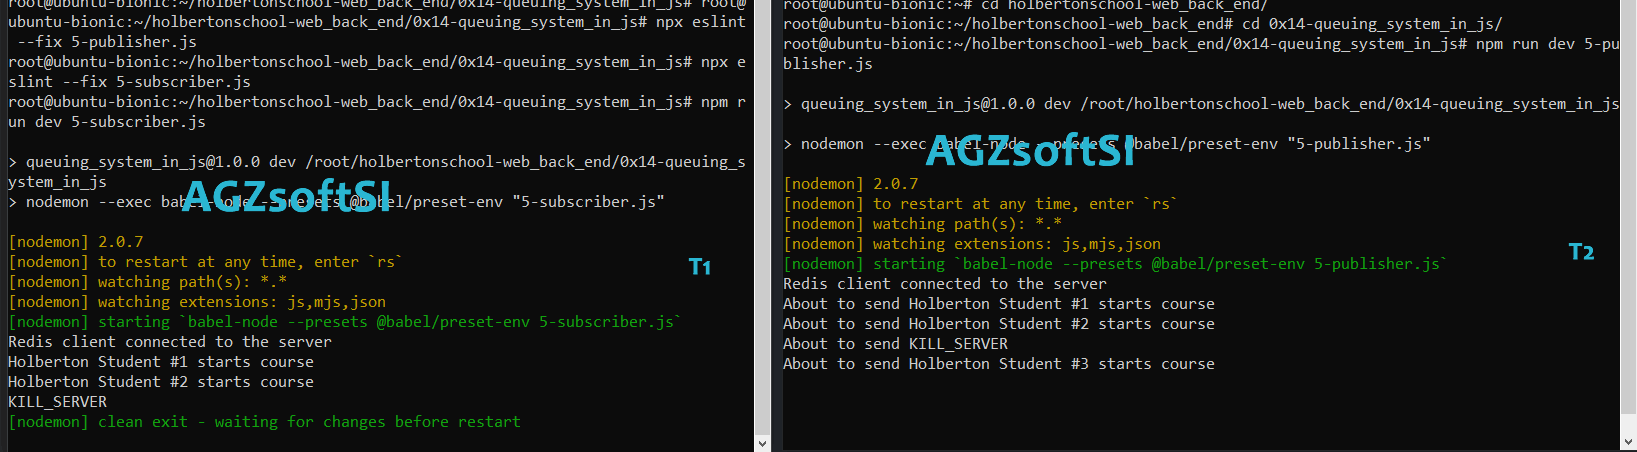 root@ubuntu-bionic:~/holbertonschool-web_back_end/0x14-queuing_system_in_js# root@
ubuntu-bionic:~/holbertonschool-web_back_end/0x14-queuing_system_in_js# npx eslint
 --fix 5-publisher.js
root@ubuntu-bionic:~/holbertonschool-web_back_end/0x14-queuing_system_in_js# npx e
slint --fix 5-subscriber.js
root@ubuntu-bionic:~/holbertonschool-web_back_end/0x14-queuing_system_in_js# npm r
un dev 5-subscriber.js
> queuing_system_in_js@1.0.0 dev /root/holbertonschool-web_back_end/0x14-queuing_s
ystem_in_js
> nodemon --exec babel-node --presets @babel/preset-env "5-subscriber.js"
AGZsoftSI
[nodemon] 2.0.7
[nodemon] to restart at any time, enter `rs`
[nodemon] watching path(s): *.*
[nodemon] watching extensions: js,mjs,json
[nodemon] starting `babel-node --presets @babel/preset-env 5-subscriber.js`
T1
Redis client connected to the server
Holberton Student #1 starts course
Holberton Student #2 starts course
KILL_SERVER
[nodemon] clean exit - waiting for changes before restart
root@ubuntu-bionic:~# cd holbertonschool-web_back_end/
root@ubuntu-bionic:~/holbertonschool-web_back_end# cd 0x14-queuing_system_in_js/
root@ubuntu-bionic:~/holbertonschool-web_back_end/0x14-queuing_system_in_js# npm run dev 5-pu
blisher.js
> queuing_system_in_js@1.0.0 dev /root/holbertonschool-web_back_end/0x14-queuing_system_in_js
> nodemon --exec babel-node --presets @babel/preset-env "5-publisher.js"
AGZsoftSI
[nodemon] 2.0.7
[nodemon] to restart at any time, enter `rs`
[nodemon] watching path(s): *.*
[nodemon] watching extensions: js,mjs,json
[nodemon] starting `babel-node --presets @babel/preset-env 5-publisher.js`
T2
Redis client connected to the server
About to send Holberton Student #1 starts course
About to send Holberton Student #2 starts course
About to send KILL_SERVER
About to send Holberton Student #3 starts course